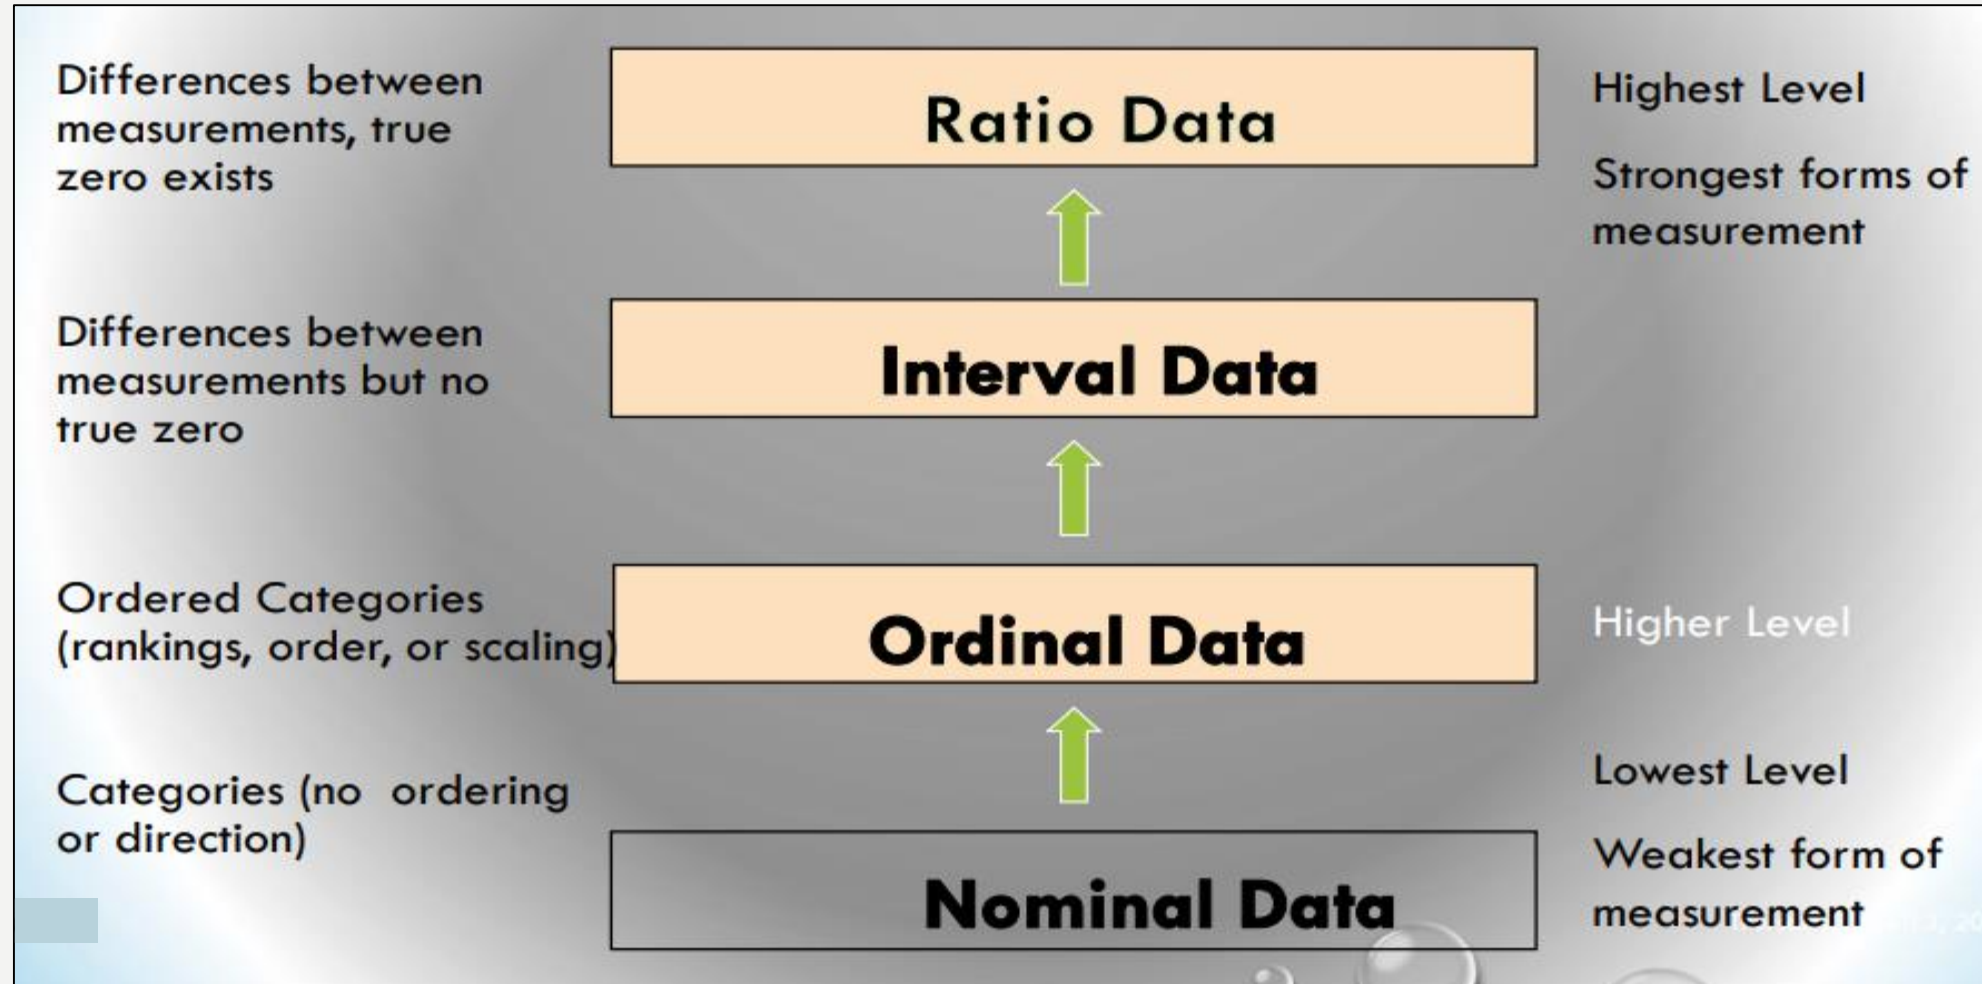 Differences between
measurements, true
zero exists
Ratio Data
Highest Level
Strongest forms of
measurement
Differences between
measurements but no
true zero
Interval Data
Ordered Categories
(rankings, order, or scaling)
Ordinal Data
Higher Level
Categories (no ordering
or direction)
Nominal Data
Lowest Level
Weakest form of
measurement